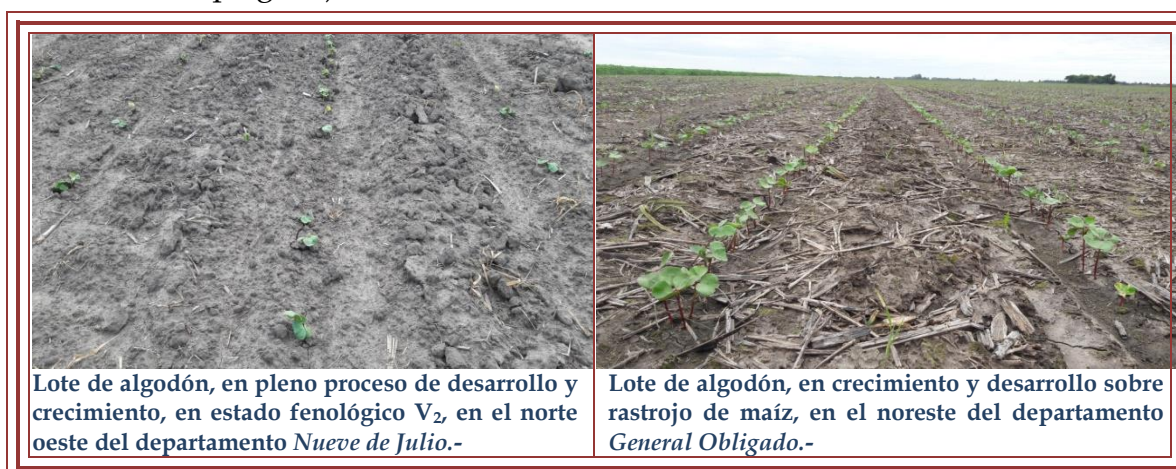 Lote de algodón, en pleno proceso de desarrollo y
crecimiento, en estado fenológico V₂, en el norte
oeste del departamento Nueve de Julio.-
Lote de algodón, en crecimiento y desarrollo sobre
rastrojo de maíz, en el noreste del departamento
General Obligado.-